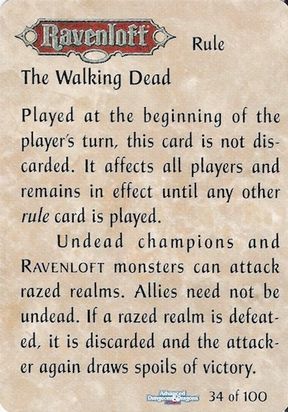 Ravenloft
Rule
The Walking Dead
Played at the beginning of the
player's turn, this card is not dis-
carded. It affects all players and
remains in effect until any other
rule card is played.
Undead champions and
RAVENLOFT monsters can attack
razed realms. Allies need not be
undead. If a razed realm is defeat-
ed, it is discarded and the attack-
er again draws spoils of victory.
Advanced
Dungeons & Dragons
34 of 100